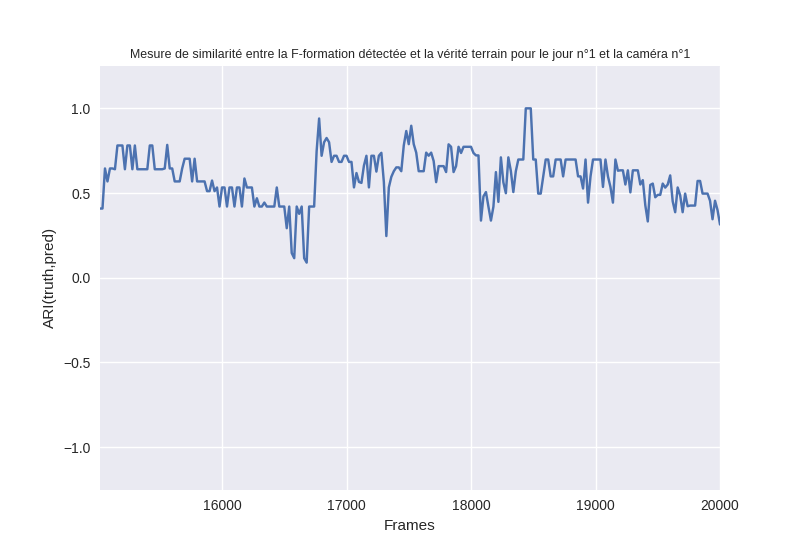 Mesure de similarité entre la F-formation détectée et la vérité terrain pour le jour n°1 et la caméra n°1
1.0
0.5
0.0
−0.5
−1.0
ARI(truth,pred)
16000 17000 18000 19000 20000
Frames